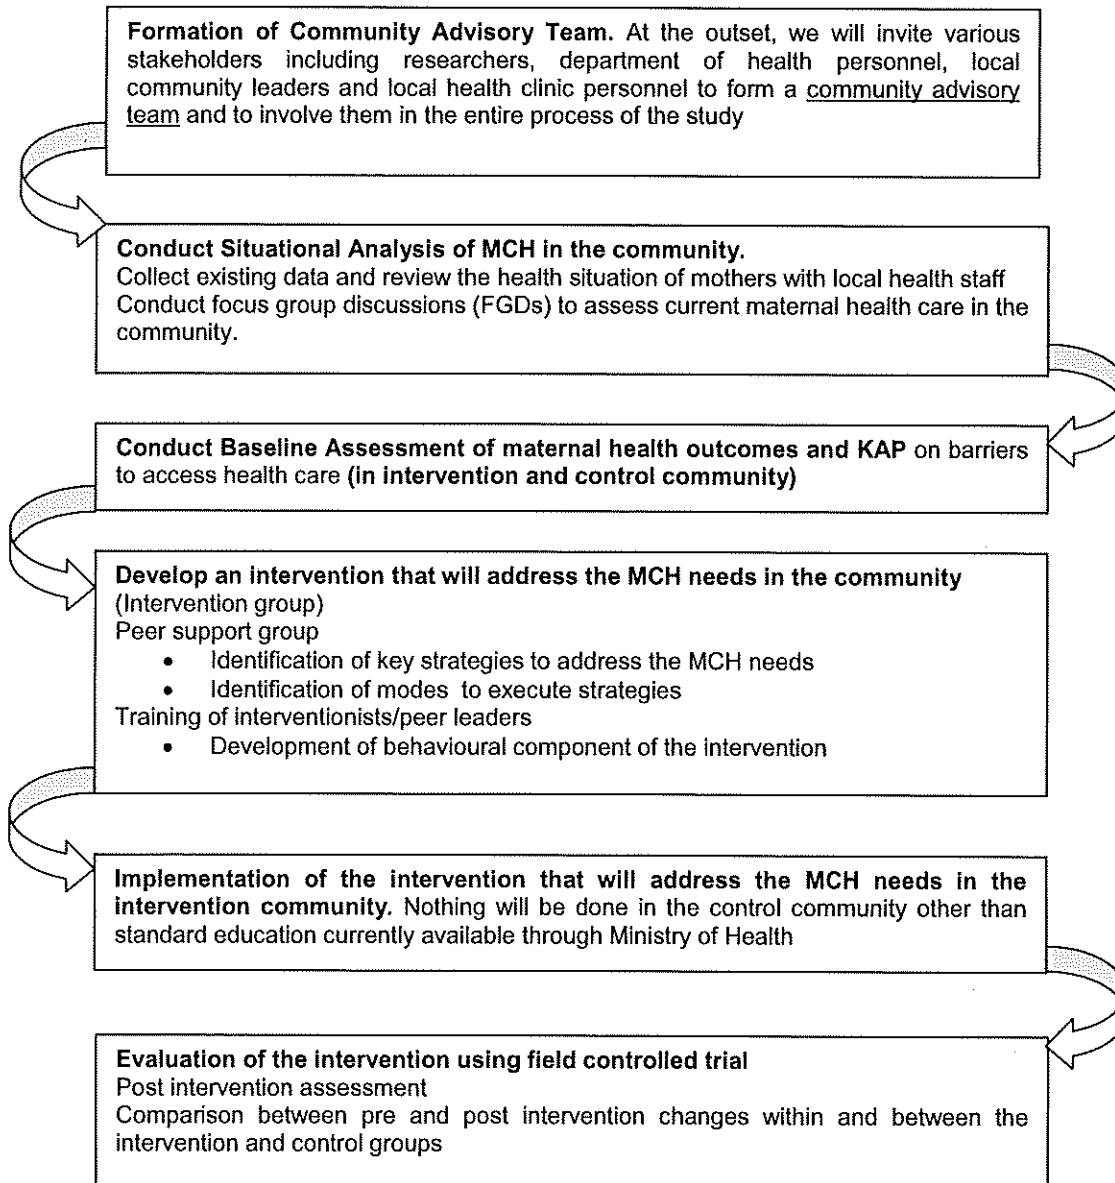 Formation of Community Advisory Team. At the outset, we will invite various
stakeholders including researchers, department of health personnel, local
community leaders and local health clinic personnel to form a community advisory
team and to involve them in the entire process of the study
Conduct Situational Analysis of MCH in the community.
Collect existing data and review the health situation of mothers with local health staff
Conduct focus group discussions (FGDs) to assess current maternal health care in the
community.
Conduct Baseline Assessment of maternal health outcomes and KAP on barriers
to access health care (in intervention and control community)
Develop an intervention that will address the MCH needs in the community
(Intervention group)
Peer support group
• Identification of key strategies to address the MCH needs
• Identification of modes to execute strategies
Training of interventionists/peer leaders
• Development of behavioural component of the intervention
Implementation of the intervention that will address the MCH needs in the
intervention community. Nothing will be done in the control community other than
standard education currently available through Ministry of Health
Evaluation of the intervention using field controlled trial
Post intervention assessment
Comparison between pre and post intervention changes within and between the
intervention and control groups